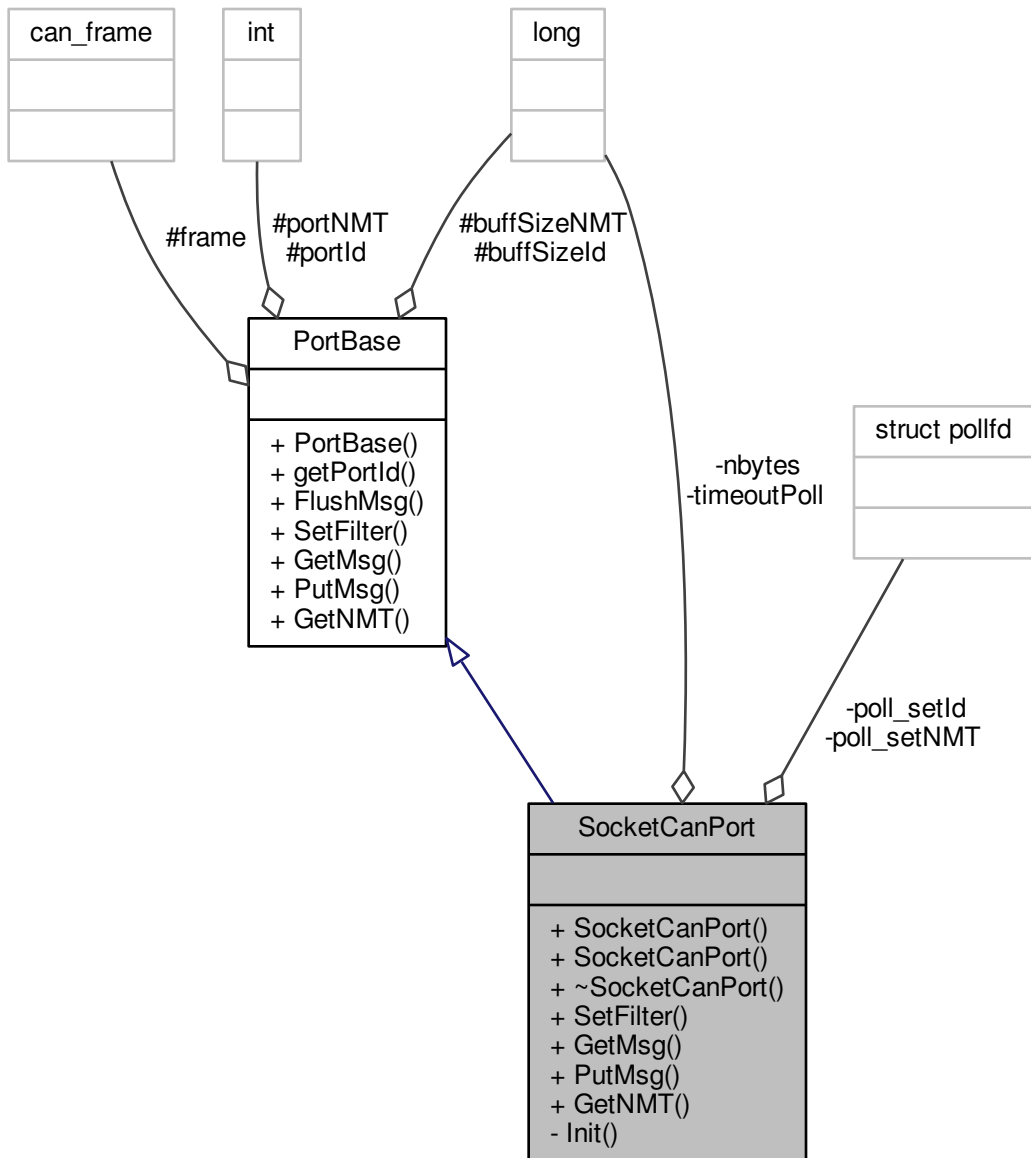 can_frame
int
long
#frame
#portNMT
#portId
#buffSizeNMT
#buffSizeId
PortBase
+ PortBase()
+ getPortId()
+ FlushMsg()
+ SetFilter()
+ GetMsg()
+ PutMsg()
+ GetNMT()
struct pollfd
-nbytes
-timeoutPoll
-poll_setId
-poll_setNMT
SocketCanPort
+ SocketCanPort()
+ SocketCanPort()
+ ~SocketCanPort()
+ SetFilter()
+ GetMsg()
+ PutMsg()
+ GetNMT()
- Init()